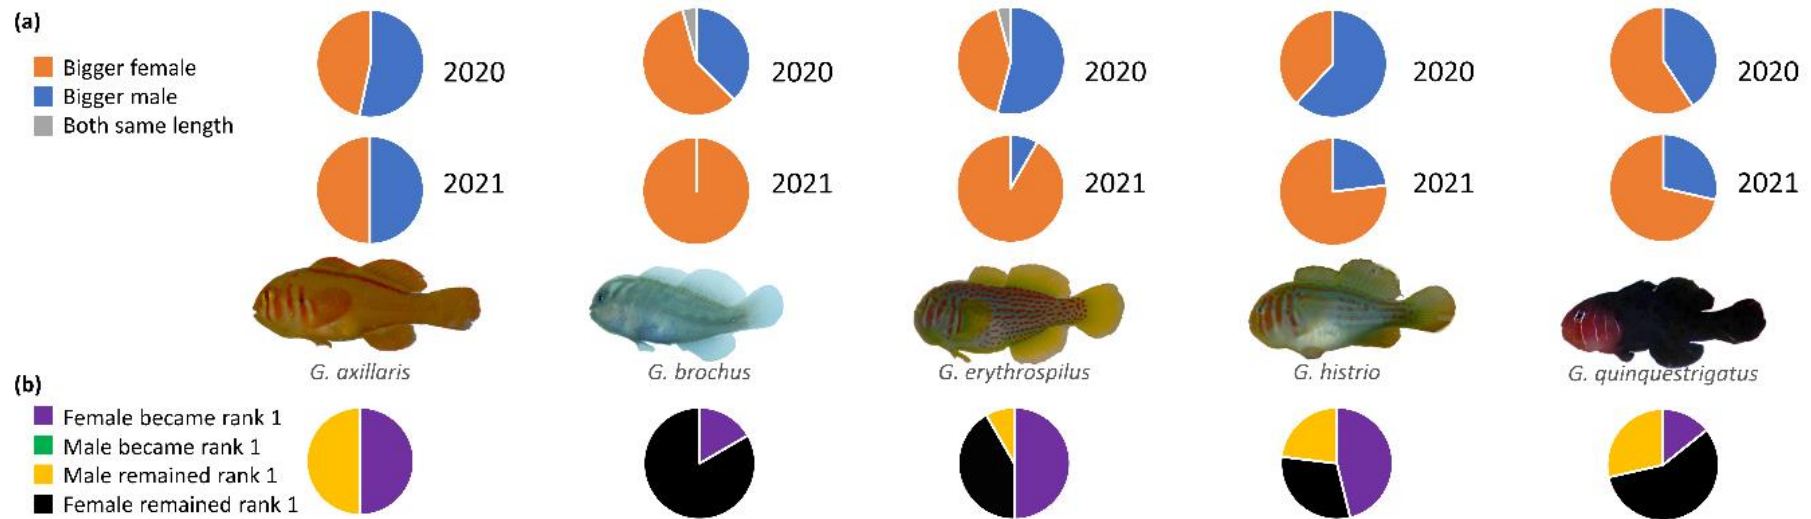 (a)
Bigger female
Bigger male
Both same length
2020
2020
2020
2020
2020
2021
2021
2021
2021
2021
G. axillaris
G. brochus
G. erythrospilus
G. histrio
G. quinquestrigatus
(b)
Female became rank 1
Male became rank 1
Male remained rank 1
Female remained rank 1